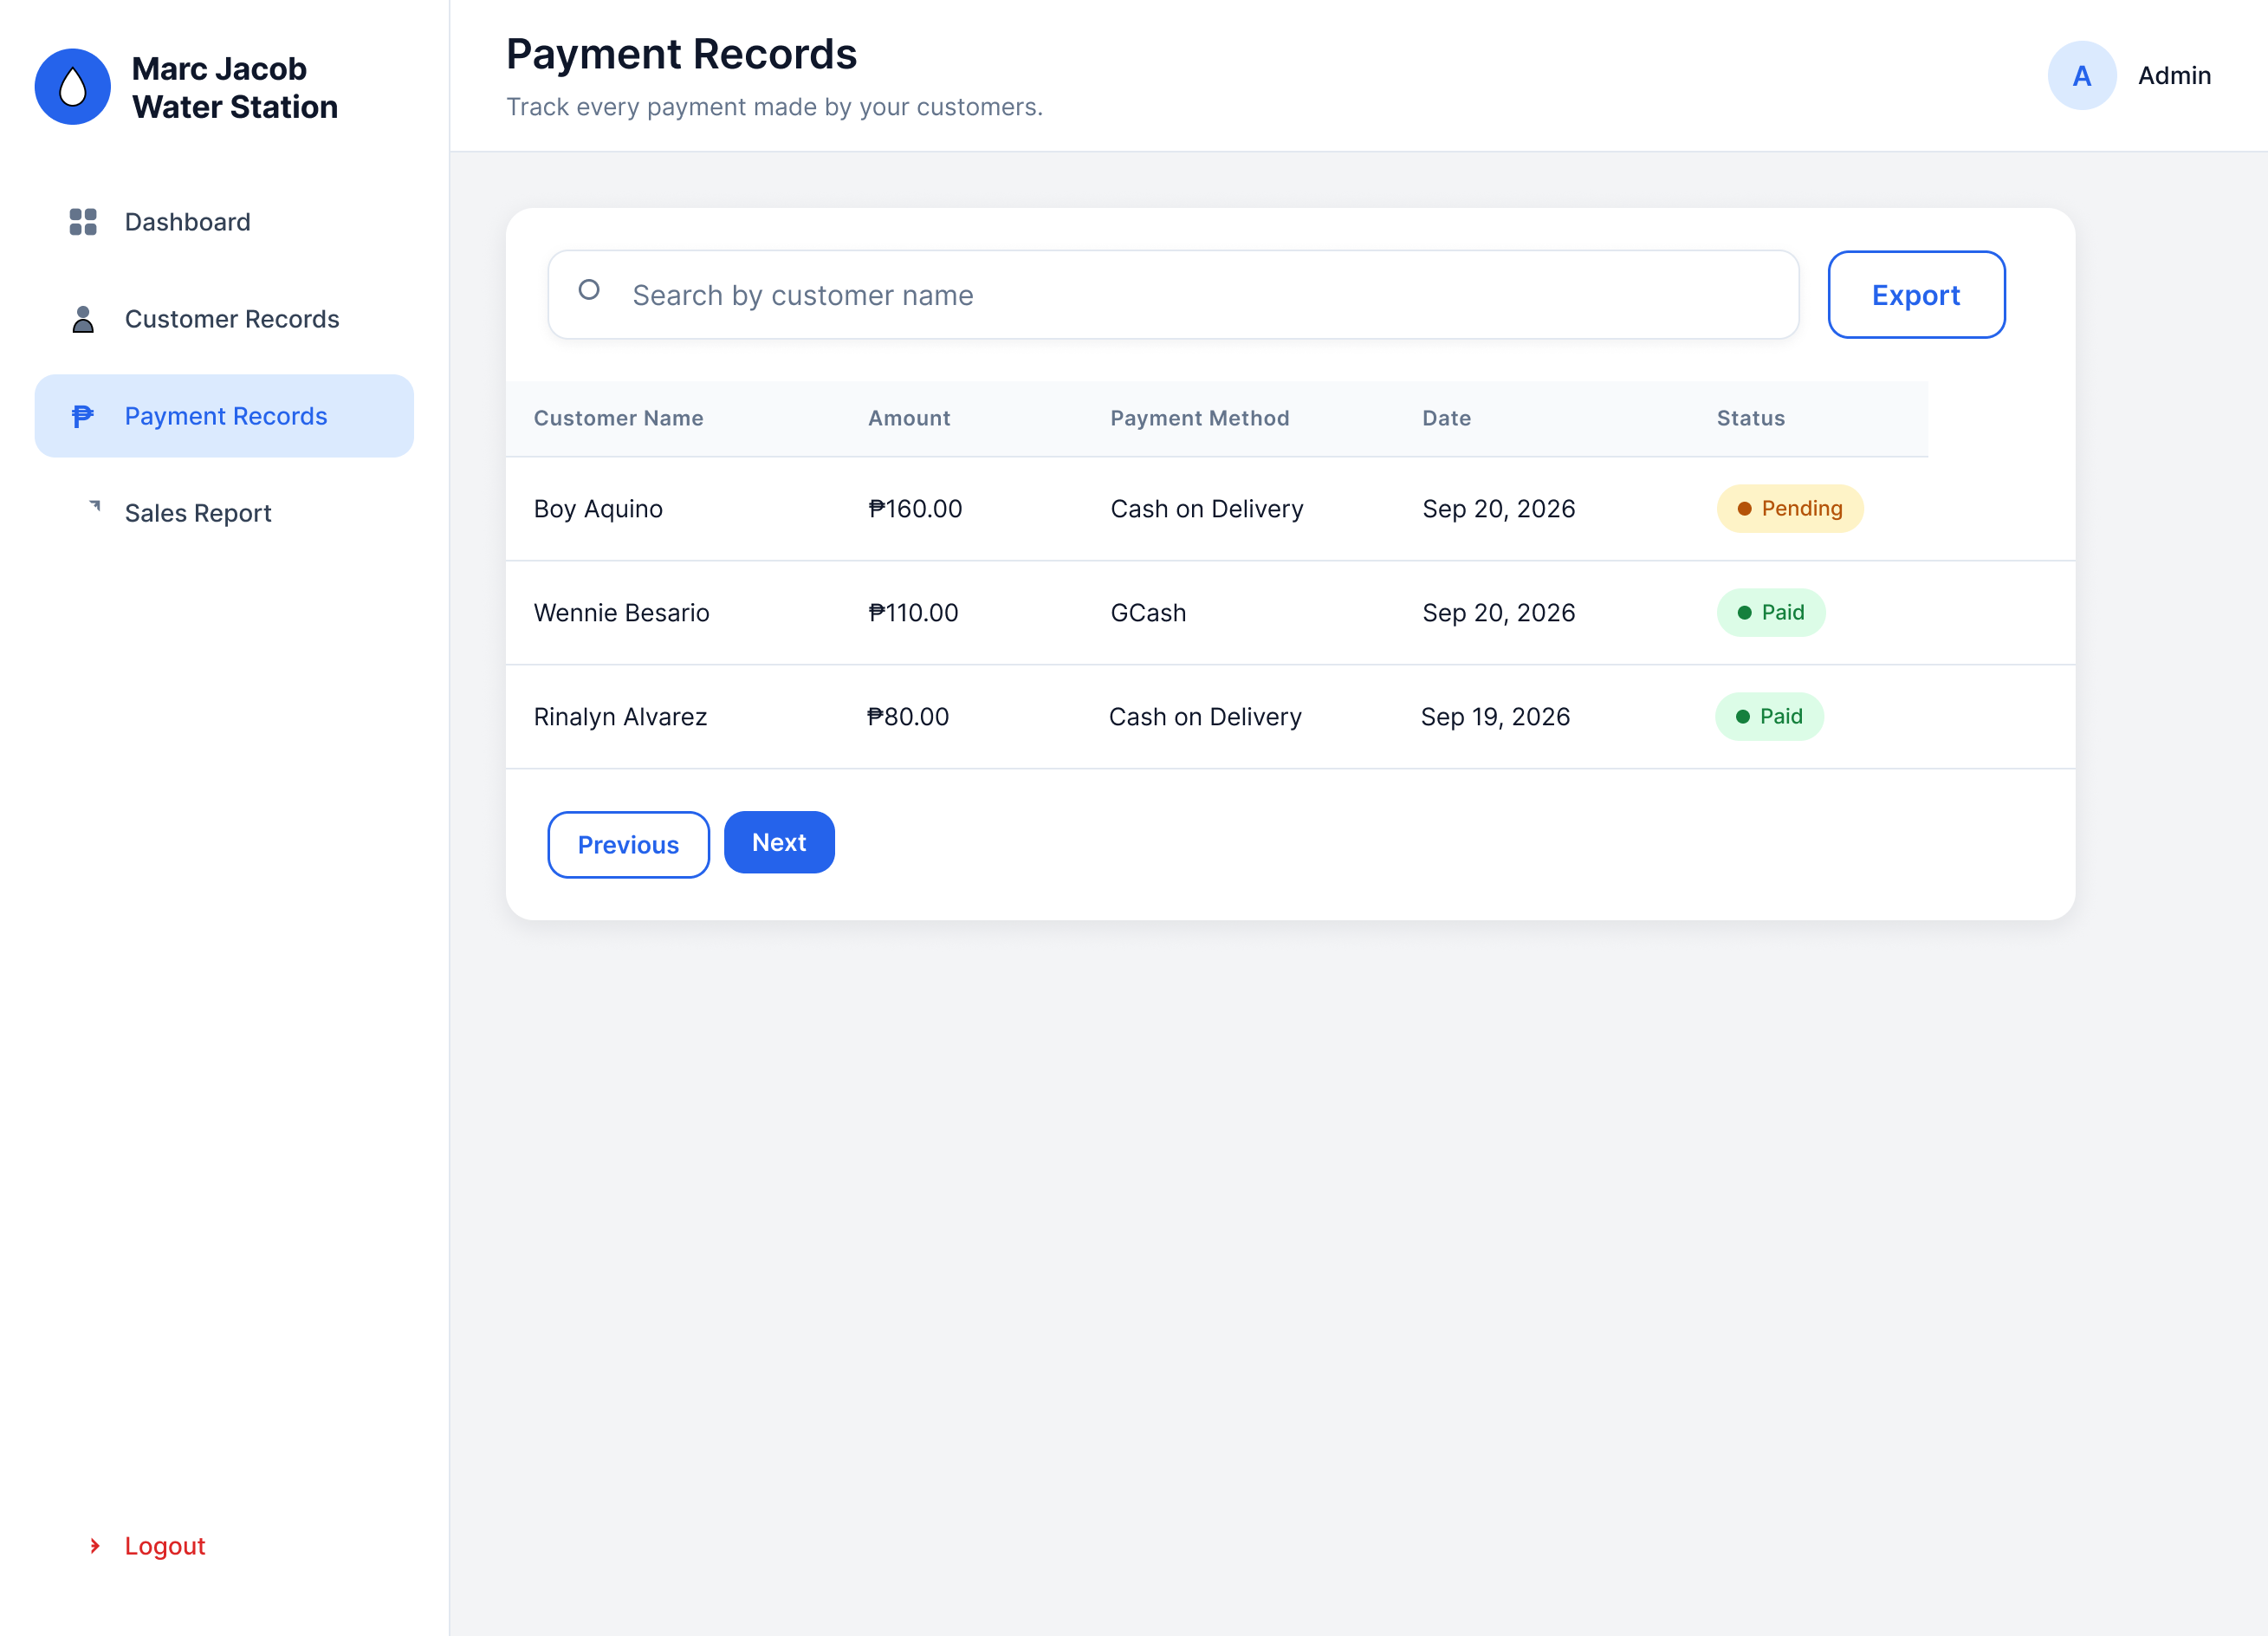 Marc Jacob
Water Station
Dashboard
Customer Records
₱ Payment Records
Sales Report
Logout
Payment Records
Track every payment made by your customers.
A Admin
Search by customer name
Export
Customer Name Amount Payment Method Date Status
Boy Aquino ₱160.00 Cash on Delivery Sep 20, 2026 Pending
Wennie Besario ₱110.00 GCash Sep 20, 2026 Paid
Rinalyn Alvarez ₱80.00 Cash on Delivery Sep 19, 2026 Paid
Previous Next